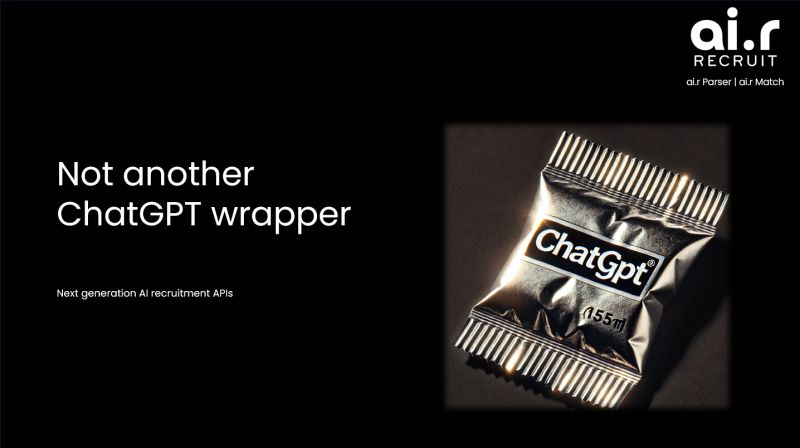 ai.r
RECRUIT
ai.r Parser | ai.r Match
Not another
ChatGPT wrapper
Next generation AI recruitment APIs
ChatGpt®